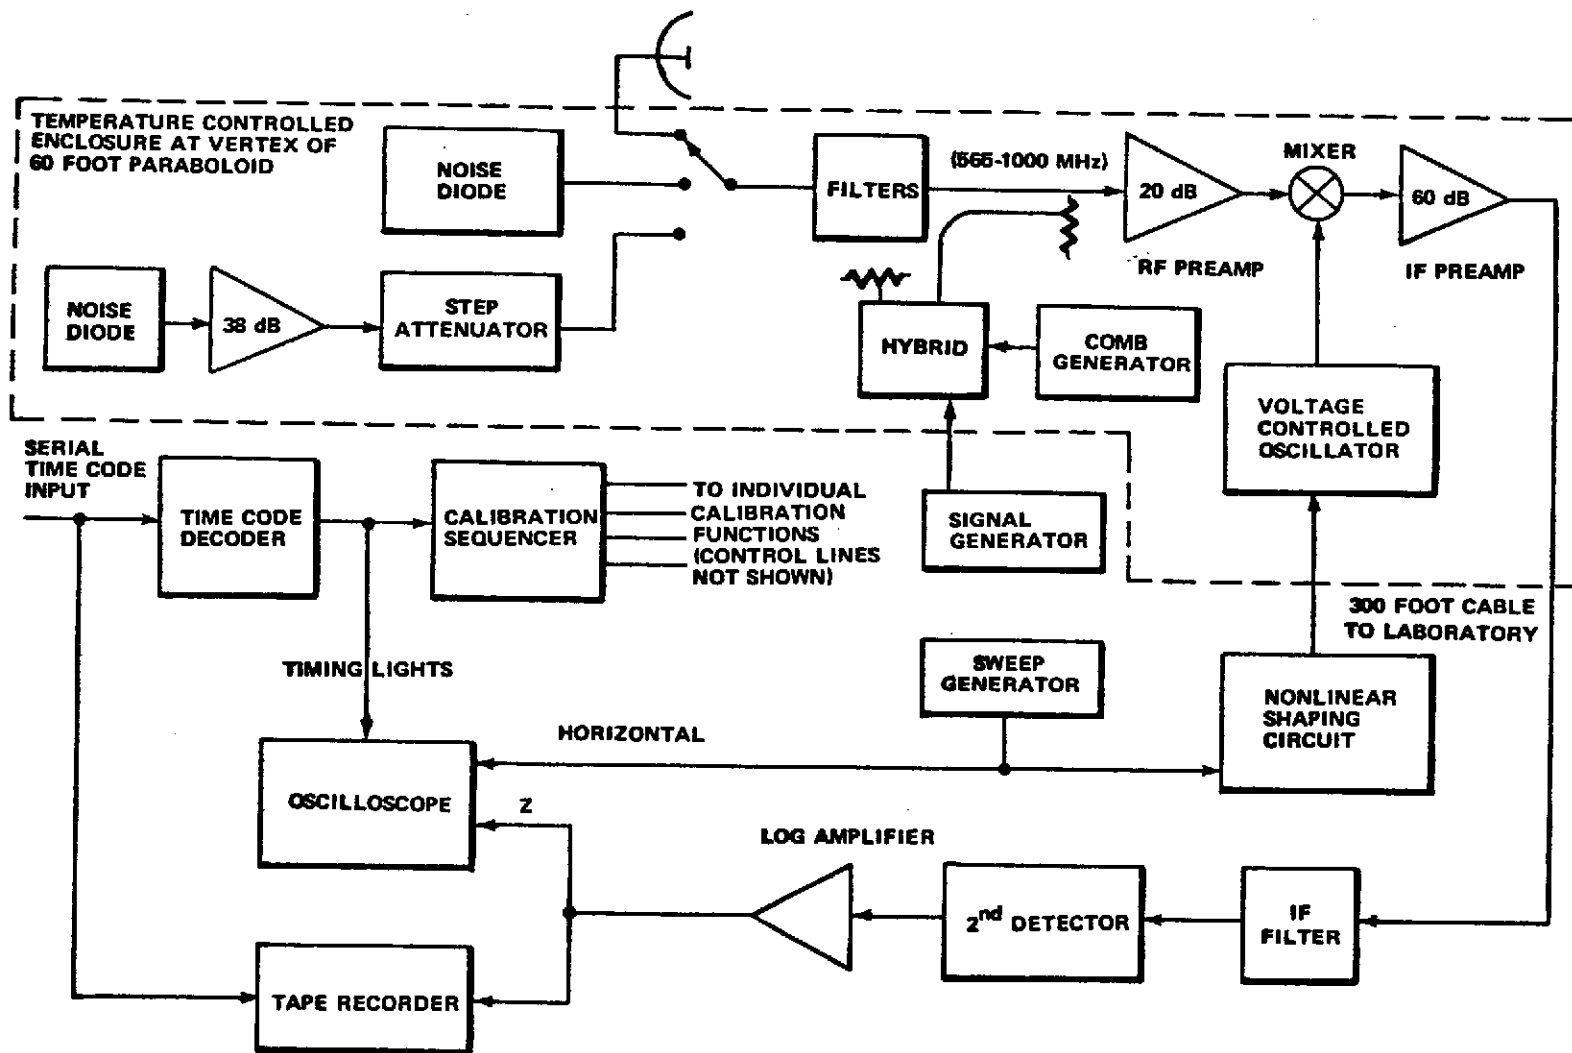 TEMPERATURE CONTROLLED
ENCLOSURE AT VERTEX OF
60 FOOT PARABOLOID
NOISE
DIODE
FILTERS
(565-1000 MHz)
20 dB
RF PREAMP
MIXER
60 dB
IF PREAMP
NOISE
DIODE
38 dB
STEP
ATTENUATOR
HYBRID
COMB
GENERATOR
VOLTAGE
CONTROLLED
OSCILLATOR
SERIAL
TIME CODE
INPUT
TIME CODE
DECODER
CALIBRATION
SEQUENCER
TO INDIVIDUAL
CALIBRATION
FUNCTIONS
(CONTROL LINES
NOT SHOWN)
SIGNAL
GENERATOR
300 FOOT CABLE
TO LABORATORY
TIMING LIGHTS
SWEEP
GENERATOR
NONLINEAR
SHAPING
CIRCUIT
HORIZONTAL
OSCILLOSCOPE
Z
LOG AMPLIFIER
2nd DETECTOR
IF
FILTER
TAPE RECORDER